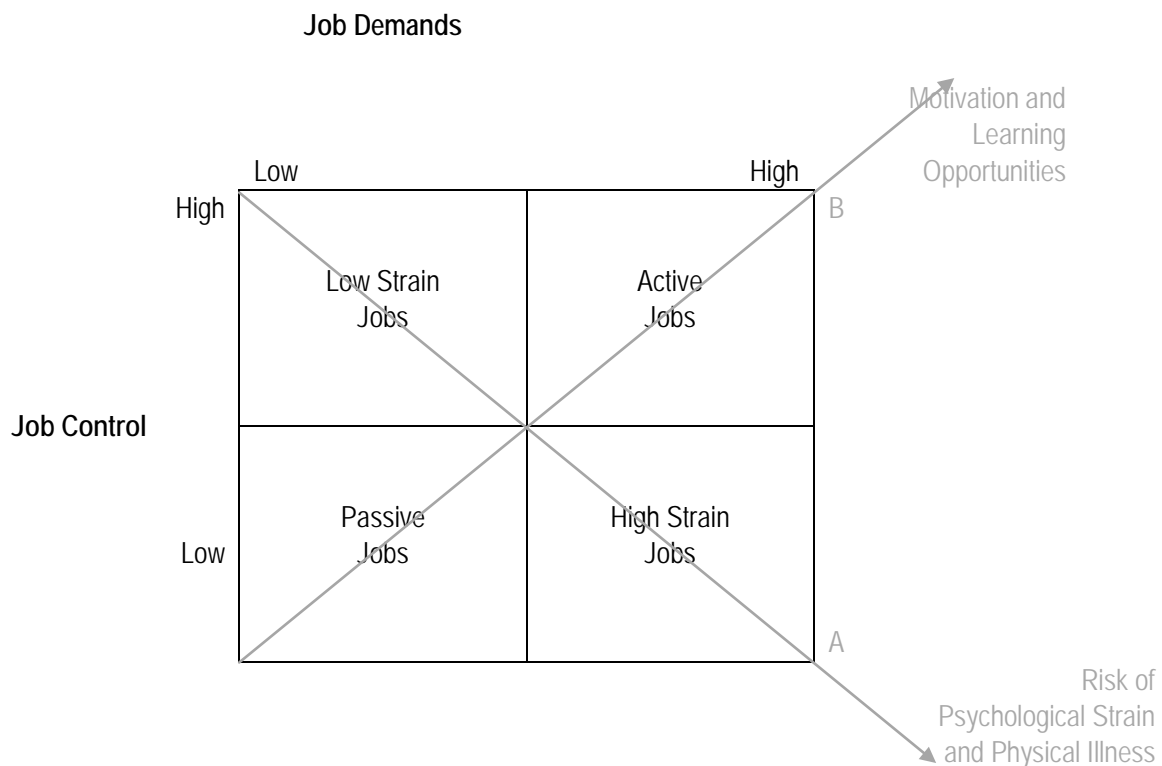 Job Demands
Motivation and
Learning
Opportunities
Low
High
High
B
Low Strain
Jobs
Active
Jobs
Job Control
Passive
Jobs
High Strain
Jobs
Low
A
Risk of
Psychological Strain
and Physical Illness